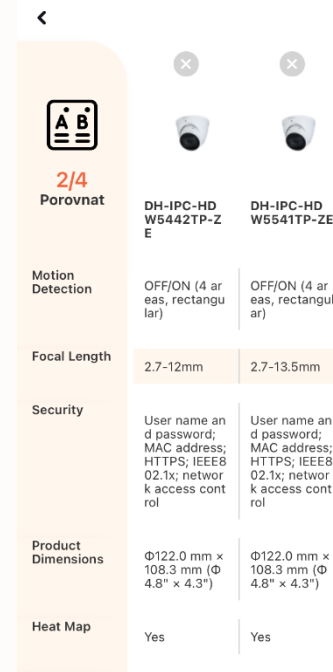 A B
2/4
Porovnat
DH-IPC-HD
W5442TP-Z
E
DH-IPC-HD
W5541TP-ZE
Motion
Detection
OFF/ON (4 ar
eas, rectangu
lar)
OFF/ON (4 ar
eas, rectangul
ar)
Focal Length
2.7-12mm
2.7-13.5mm
Security
User name an
d password;
MAC address;
HTTPS; IEEE8
02.1x; networ
k access cont
rol
User name an
d password;
MAC address;
HTTPS; IEEE8
02.1x; networ
k access cont
rol
Product
Dimensions
Φ122.0 mm ×
108.3 mm (Φ
4.8" × 4.3")
Φ122.0 mm ×
108.3 mm (Φ
4.8" × 4.3")
Heat Map
Yes
Yes